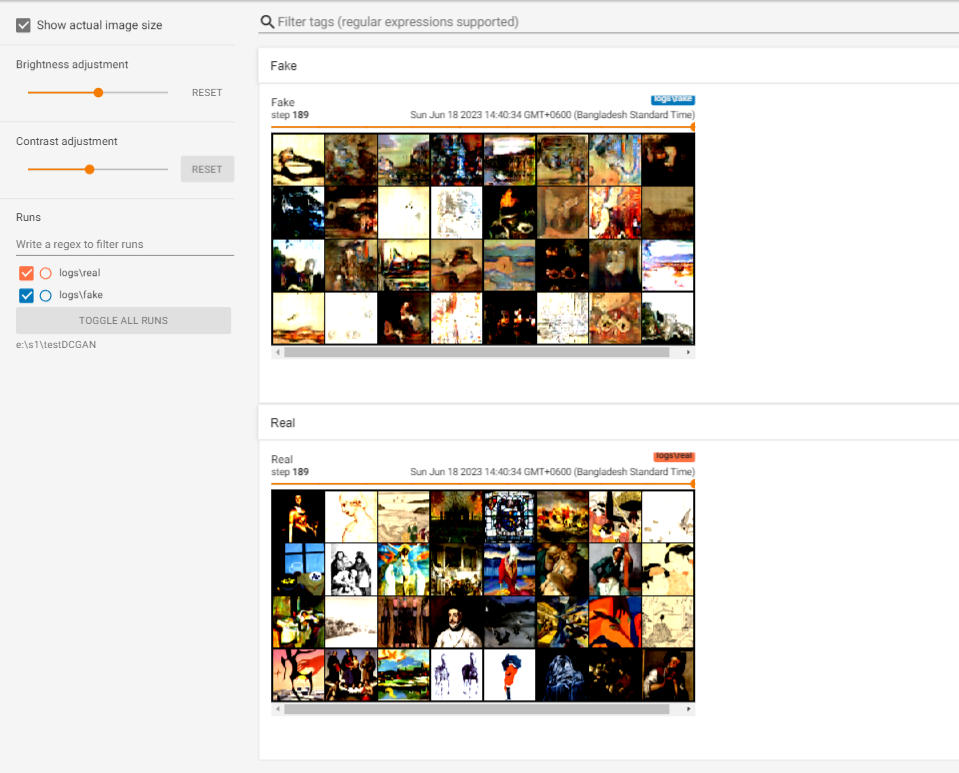 Show actual image size
Brightness adjustment
RESET
Contrast adjustment
RESET
Runs
Write a regex to filter runs
logs\real
logs\fake
TOGGLE ALL RUNS
e:\s1\testDCGAN
Filter tags (regular expressions supported)
Fake
Fake
logs\fake
step 189
Sun Jun 18 2023 14:40:34 GMT+0600 (Bangladesh Standard Time)
Real
Real
logs\real
step 189
Sun Jun 18 2023 14:40:34 GMT+0600 (Bangladesh Standard Time)